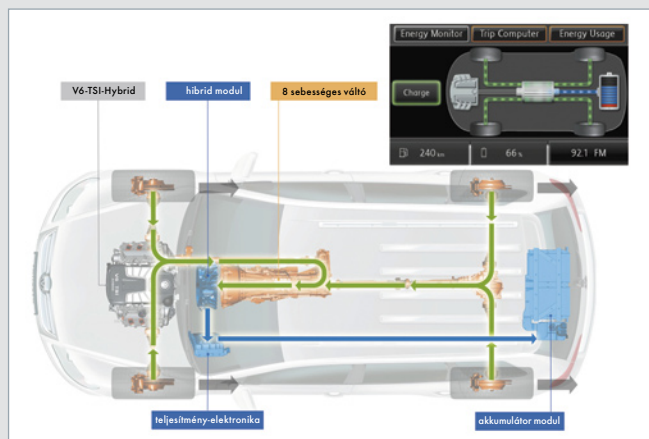 Energy Monitor Trip Computer Energy Usage
Charge
240 km 66% 92.1 FM
V6-TSI-Hybrid hibrid modul 8 sebességes váltó
teljesítmény-elektronika akkumulátor modul